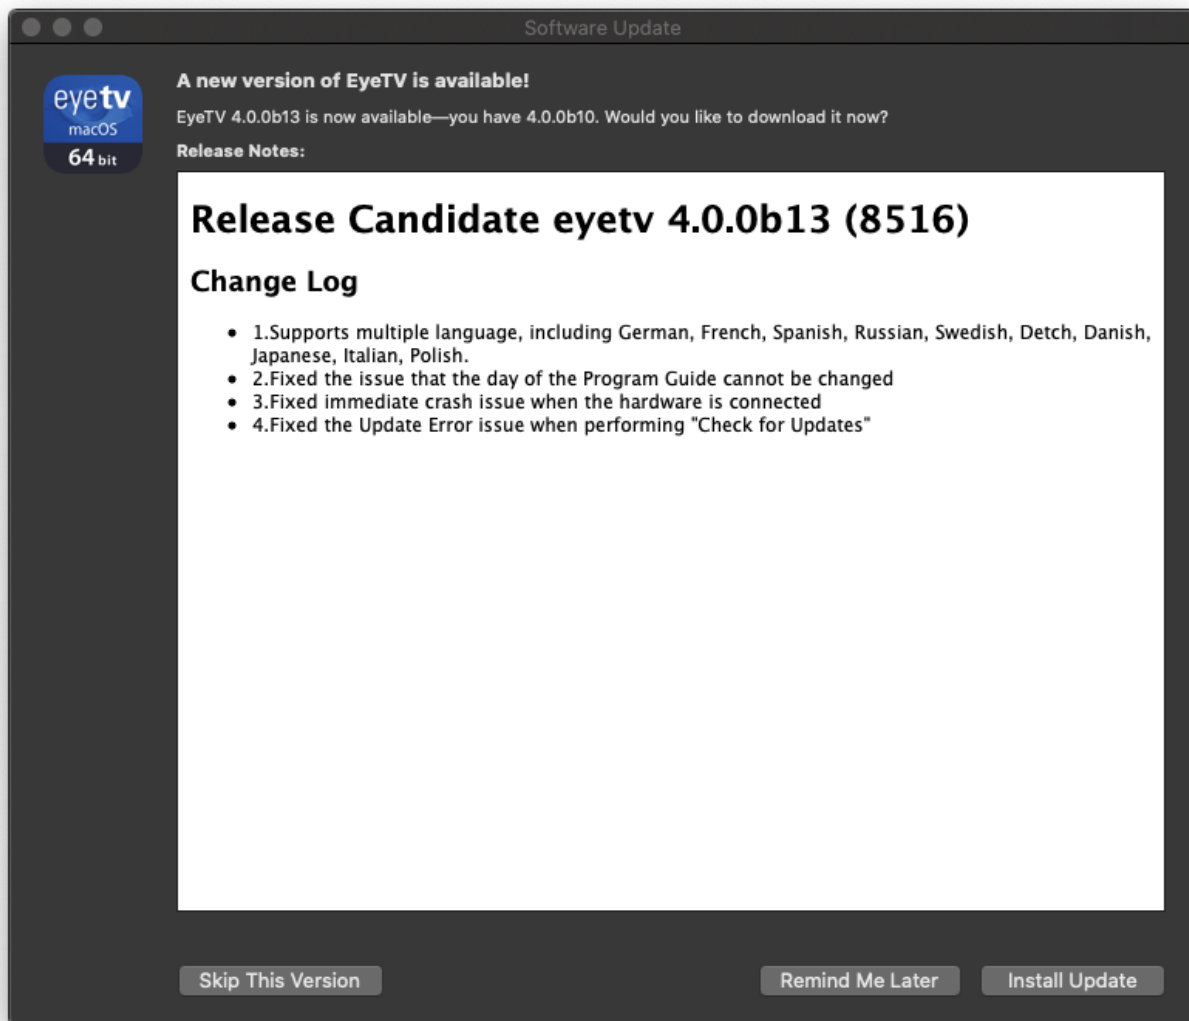 Software Update
eyetv
macOS
64 bit
A new version of EyeTV is available!
EyeTV 4.0.0b13 is now available—you have 4.0.0b10. Would you like to download it now?
Release Notes:
Release Candidate eyetv 4.0.0b13 (8516)
Change Log
• 1.Supports multiple language, including German, French, Spanish, Russian, Swedish, Detch, Danish,
Japanese, Italian, Polish.
• 2.Fixed the issue that the day of the Program Guide cannot be changed
• 3.Fixed immediate crash issue when the hardware is connected
• 4.Fixed the Update Error issue when performing "Check for Updates"
Skip This Version
Remind Me Later
Install Update